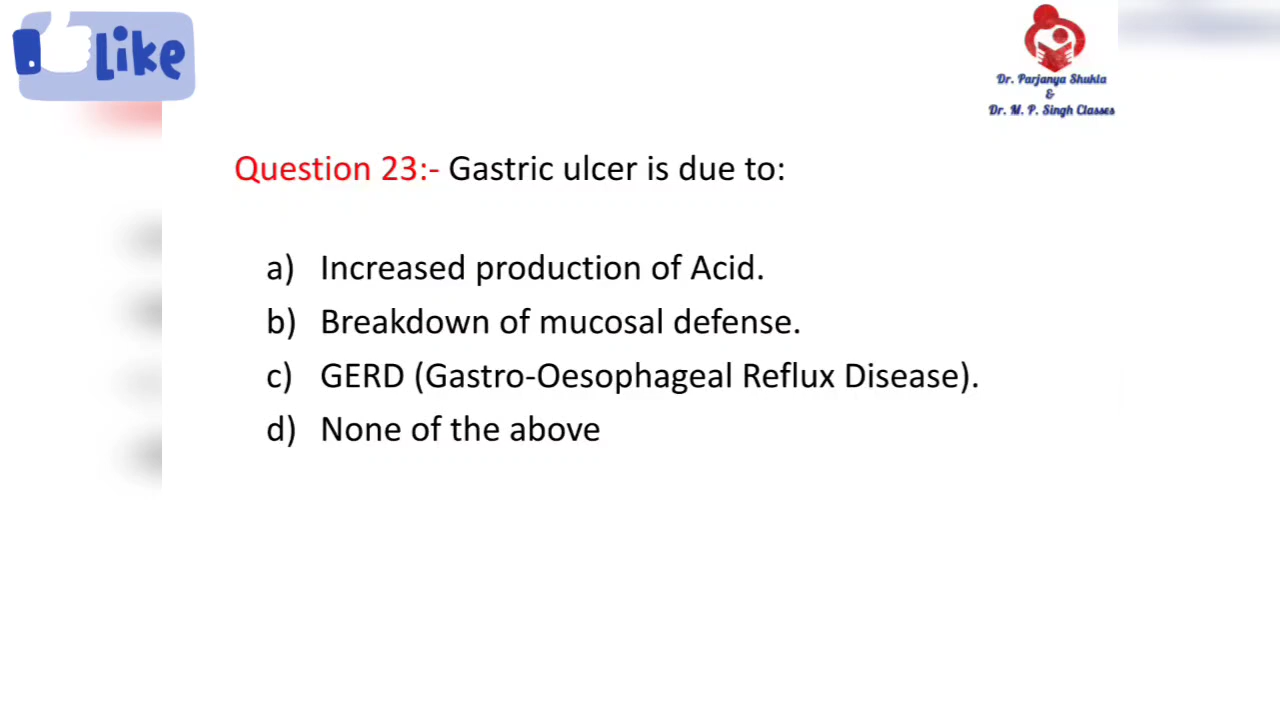 Like
Dr. Parjanya Shukla
&
Dr. M. P. Singh Classes
Question 23:- Gastric ulcer is due to:
a) Increased production of Acid.
b) Breakdown of mucosal defense.
c) GERD (Gastro-Oesophageal Reflux Disease).
d) None of the above